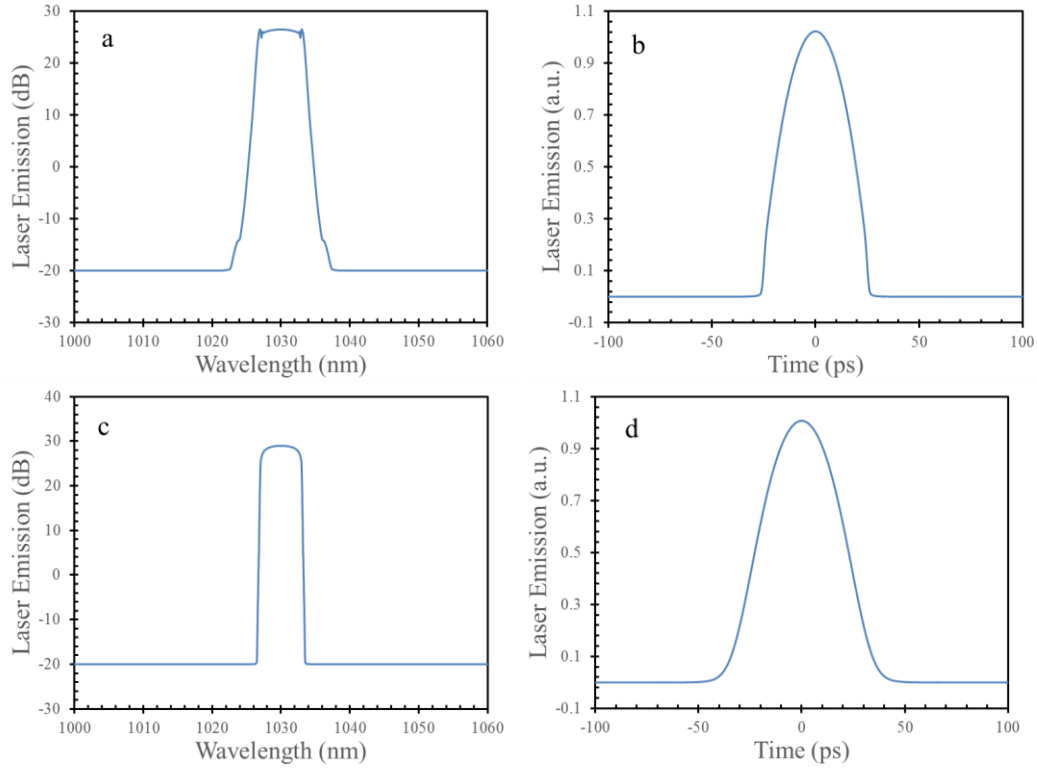 a
Laser Emission (dB)
30
20
10
0
-10
-20
-30
1000 1010 1020 1030 1040 1050 1060
Wavelength (nm)
b
Laser Emission (a.u.)
1.1
0.9
0.7
0.5
0.3
0.1
-0.1
-100 -50 0 50 100
Time (ps)
c
Laser Emission (dB)
40
30
20
10
0
-10
-20
-30
1000 1010 1020 1030 1040 1050 1060
Wavelength (nm)
d
Laser Emission (a.u.)
1.1
0.9
0.7
0.5
0.3
0.1
-0.1
-100 -50 0 50 100
Time (ps)